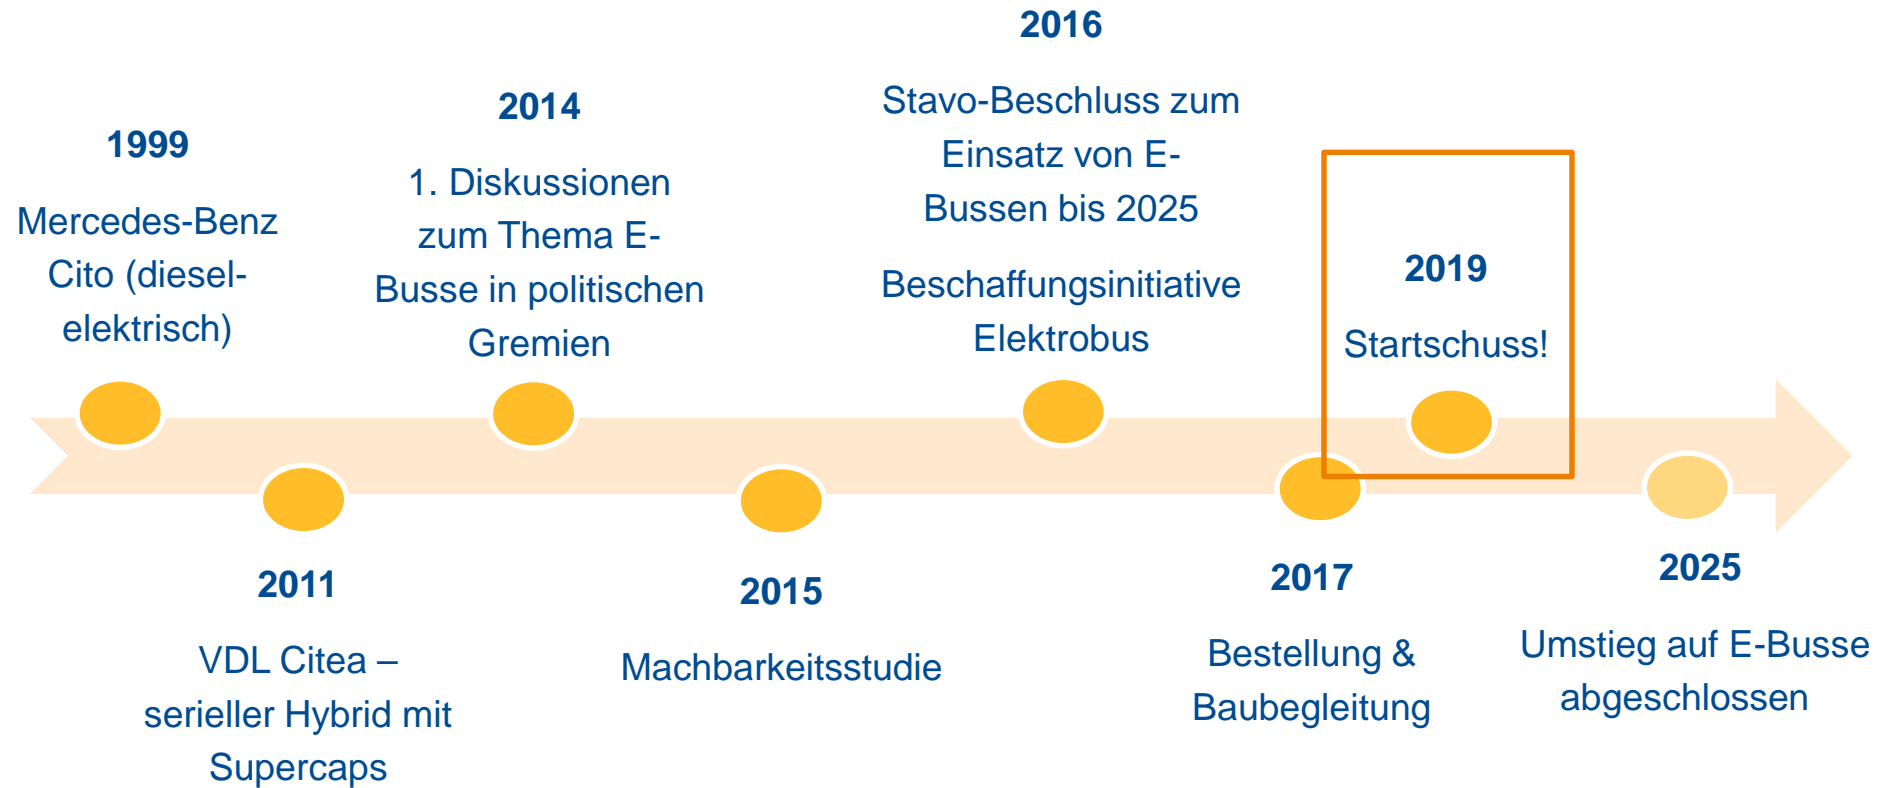 1999
Mercedes-Benz
Cito (diesel-
elektrisch)
2011
VDL Citea –
serieller Hybrid mit
Supercaps
2014
1. Diskussionen
zum Thema E-
Busse in politischen
Gremien
2015
Machbarkeitsstudie
2016
Stavo-Beschluss zum
Einsatz von E-
Bussen bis 2025
Beschaffungsinitiative
Elektrobus
2017
Bestellung &
Baubegleitung
2019
Startschuss!
2025
Umstieg auf E-Busse
abgeschlossen